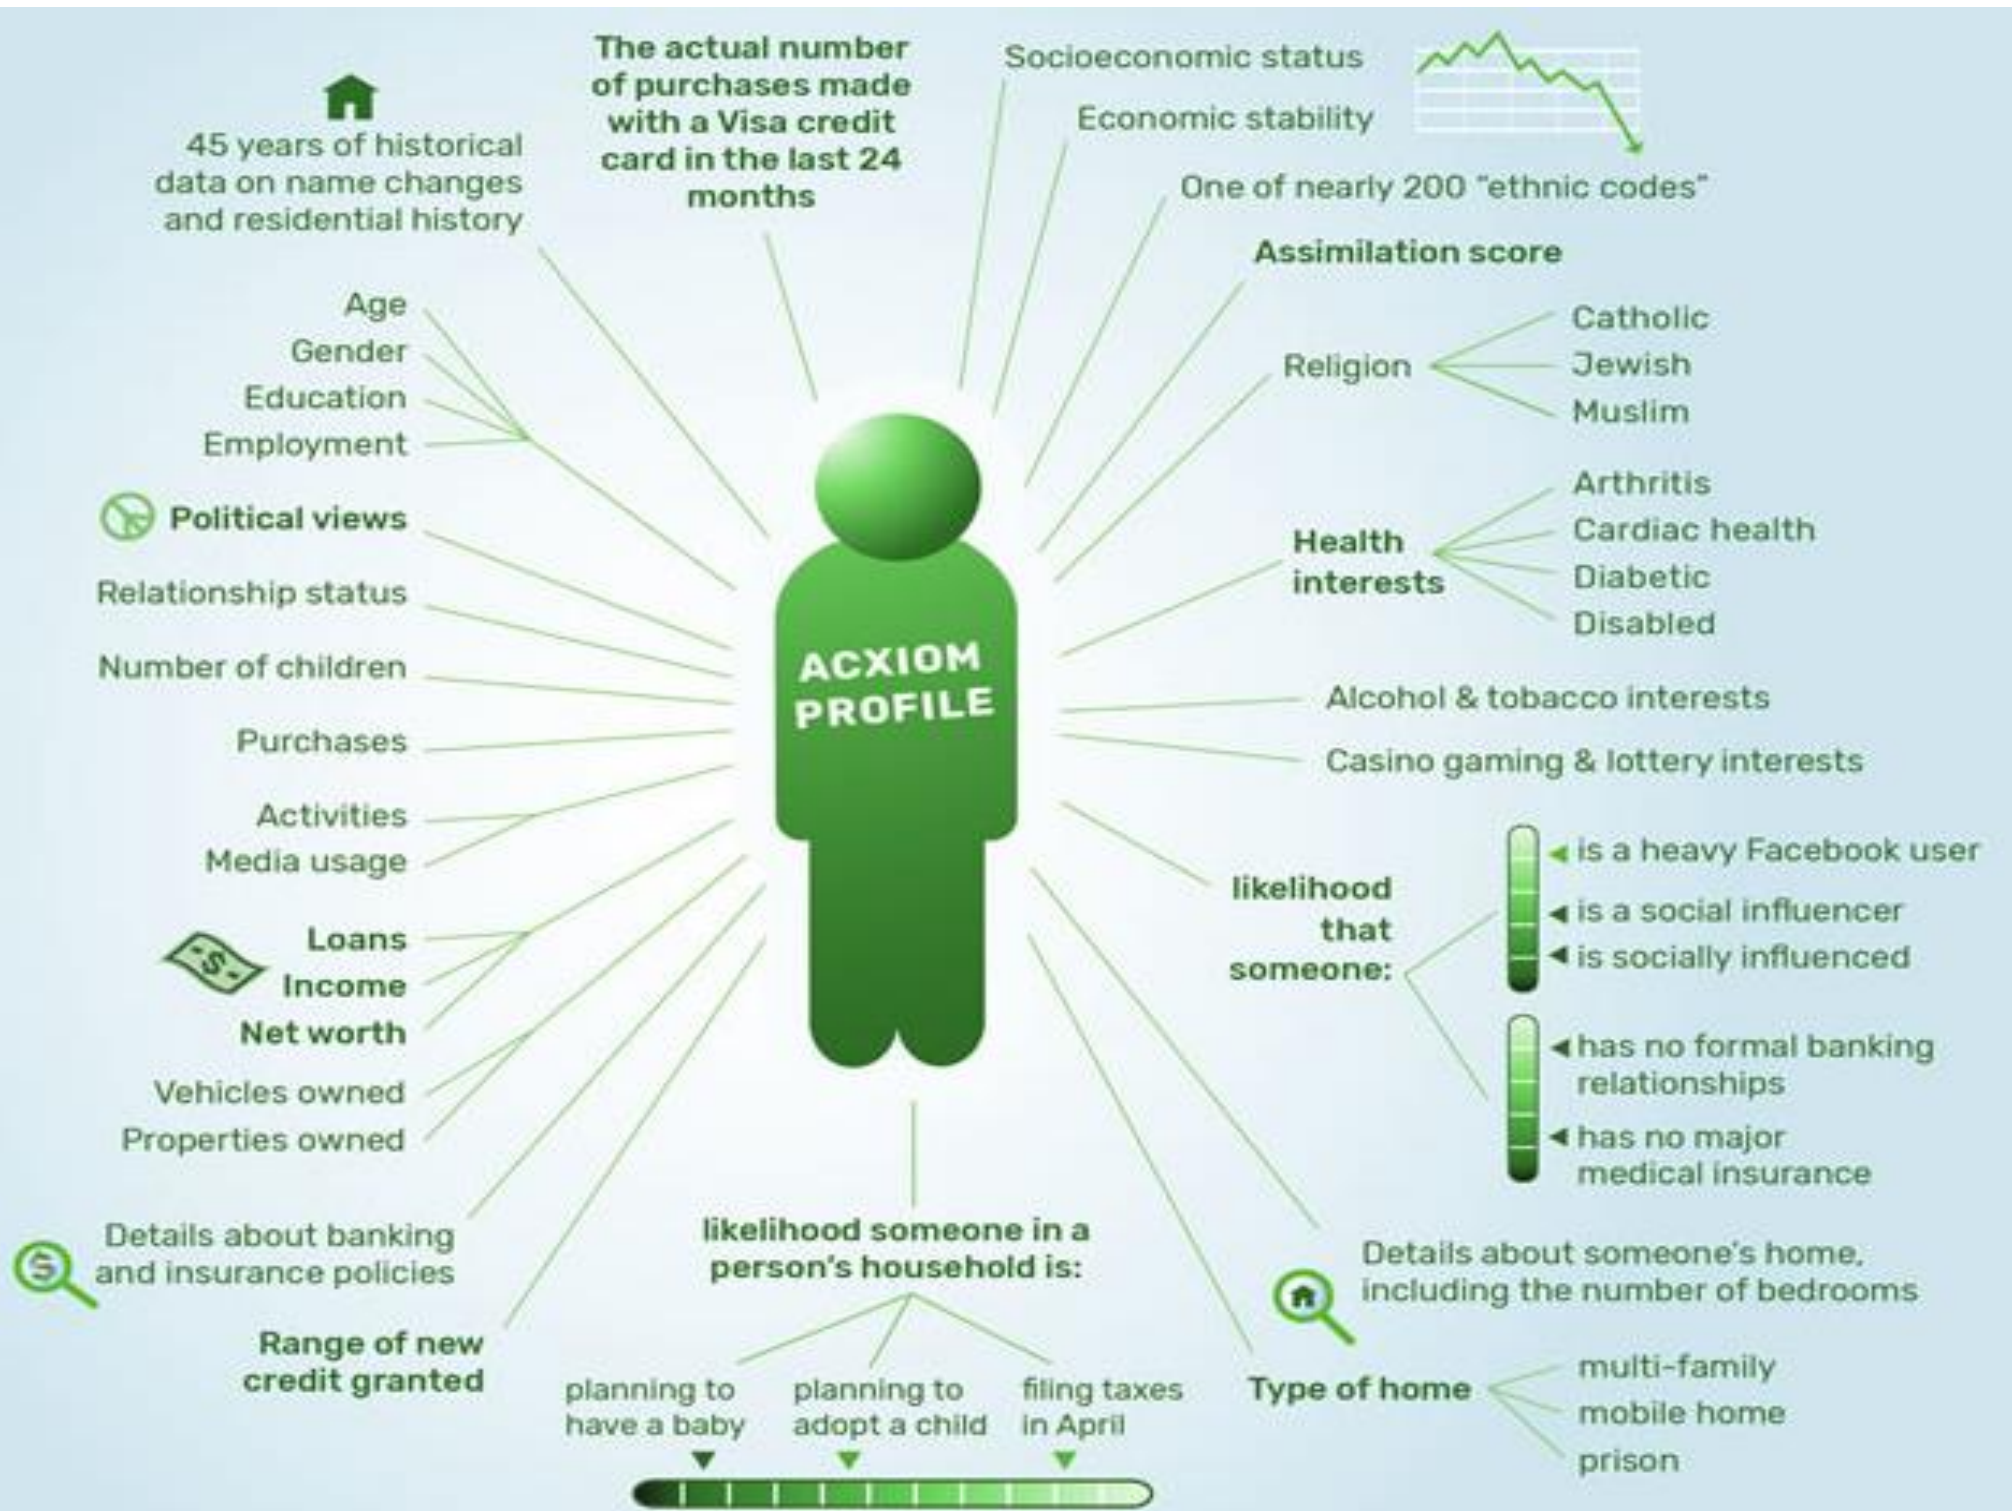 The actual number
of purchases made
with a Visa credit
card in the last 24
months
45 years of historical
data on name changes
and residential history
Age
Gender
Education
Employment
Political views
Relationship status
Number of children
Purchases
Activities
Media usage
Loans
Income
Net worth
$
Vehicles owned
Properties owned
Details about banking
and insurance policies
$
Range of new
credit granted
ACXIOM
PROFILE
likelihood someone in a
person's household is:
planning to
have a baby
planning to
adopt a child
filing taxes
in April
Socioeconomic status
Economic stability
One of nearly 200 "ethnic codes"
Assimilation score
Religion
Catholic
Jewish
Muslim
Health
interests
Arthritis
Cardiac health
Diabetic
Disabled
Alcohol & tobacco interests
Casino gaming & lottery interests
likelihood
that
someone:
is a heavy Facebook user
is a social influencer
is socially influenced
has no formal banking
relationships
has no major
medical insurance
Details about someone's home,
including the number of bedrooms
Type of home
multi-family
mobile home
prison